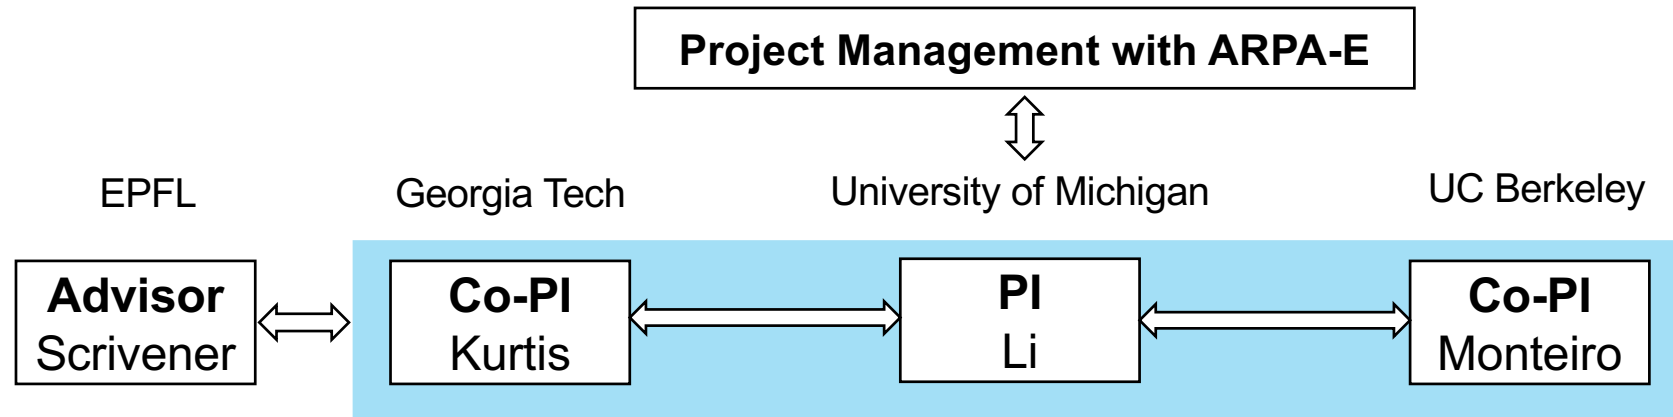 Project Management with ARPA-E
EPFL
Georgia Tech
University of Michigan
UC Berkeley
Advisor
Scrivener
Co-PI
Kurtis
PI
Li
Co-PI
Monteiro